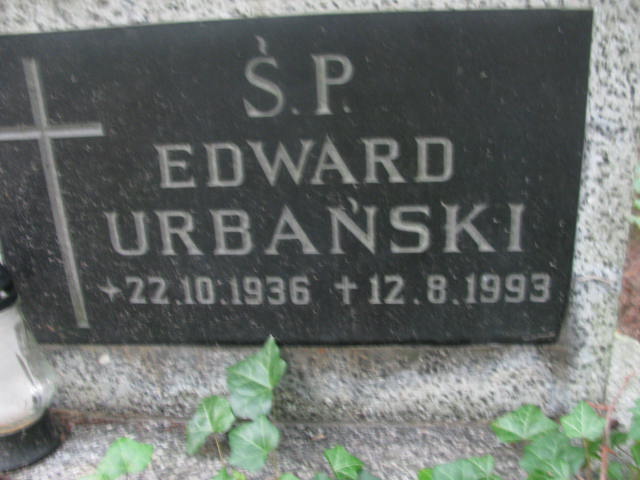 Ś.P.
EDWARD
URBAŃSKI
*22.10.1936 †12.8.1993